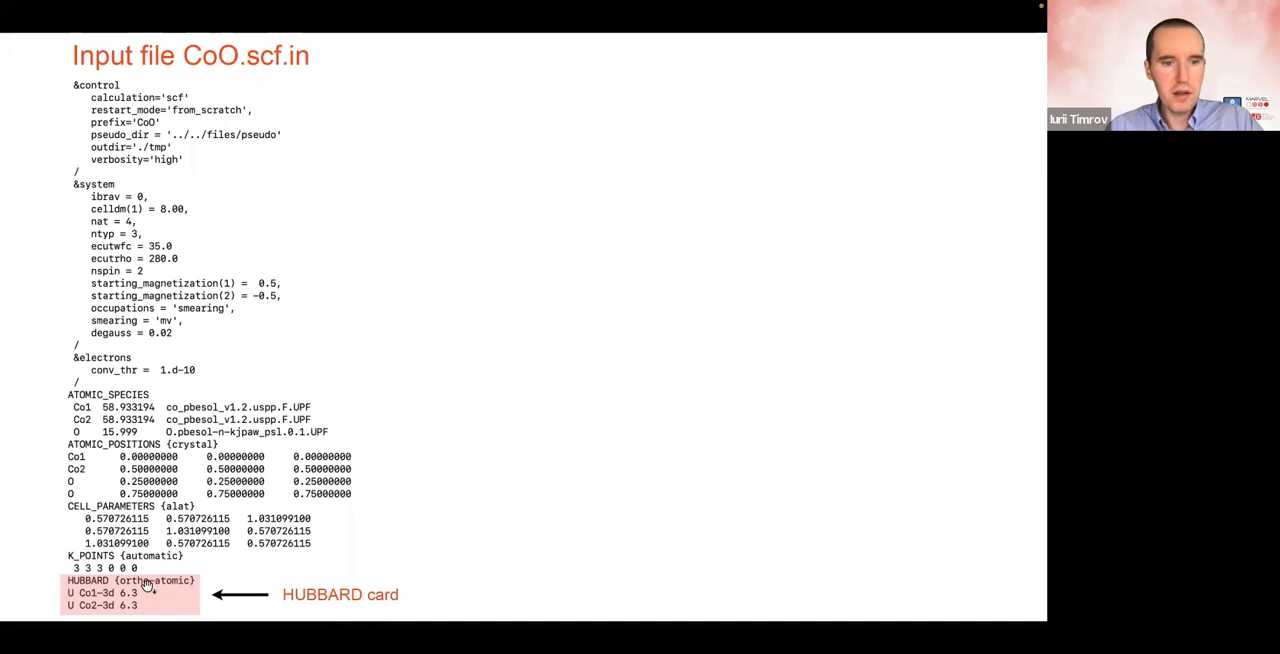 Input file CoO.scf.in
&control
calculation='scf'
restart_mode='from_scratch',
prefix='CoO'
pseudo_dir = '../../files/pseudo'
outdir='./tmp'
verbosity='high'
/
&system
ibrav = 0,
celldm(1) = 8.00,
nat = 4,
ntyp = 3,
ecutwfc = 35.0
ecutrho = 280.0
nspin = 2
starting_magnetization(1) =  0.5,
starting_magnetization(2) = -0.5,
occupations = 'smearing',
smearing = 'mv',
degauss = 0.02
/
&electrons
conv_thr =  1.d-10
/
ATOMIC_SPECIES
Co1  58.933194  co_pbesol_v1.2.uspp.F.UPF
Co2  58.933194  co_pbesol_v1.2.uspp.F.UPF
O    15.999     O.pbesol-n-kjpaw_psl.0.1.UPF
ATOMIC_POSITIONS {crystal}
Co1    0.00000000    0.00000000    0.00000000
Co2    0.50000000    0.50000000    0.50000000
O      0.25000000    0.25000000    0.25000000
O      0.75000000    0.75000000    0.75000000
CELL_PARAMETERS {alat}
0.570726115  0.570726115  1.031099100
0.570726115  1.031099100  0.570726115
1.031099100  0.570726115  0.570726115
K_POINTS {automatic}
3 3 3 0 0 0
HUBBARD {ortho-atomic}
U Co1-3d 6.3
U Co2-3d 6.3
HUBBARD card
Iurii Timrov
MARVEL